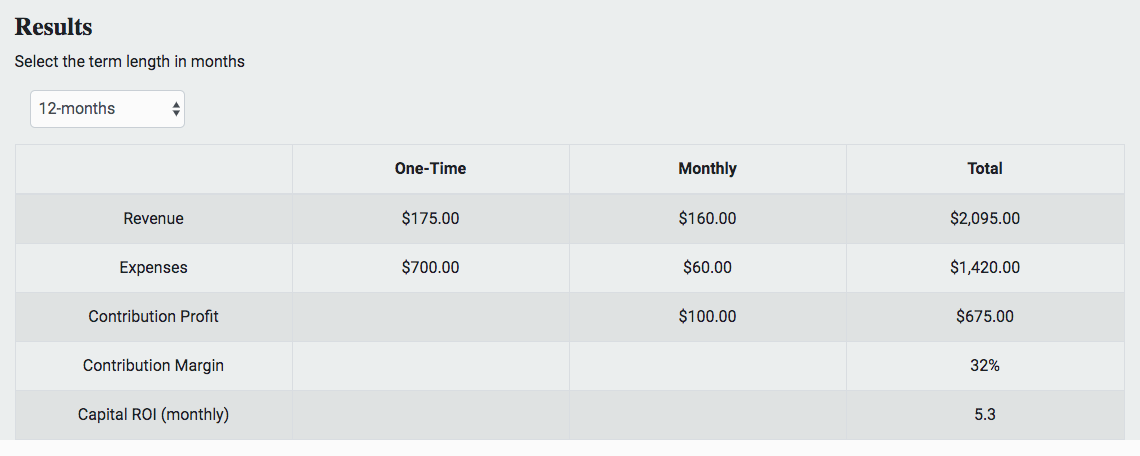 Results
Select the term length in months
12-months
One-Time Monthly Total
Revenue $175.00 $160.00 $2,095.00
Expenses $700.00 $60.00 $1,420.00
Contribution Profit $100.00 $675.00
Contribution Margin 32%
Capital ROI (monthly) 5.3